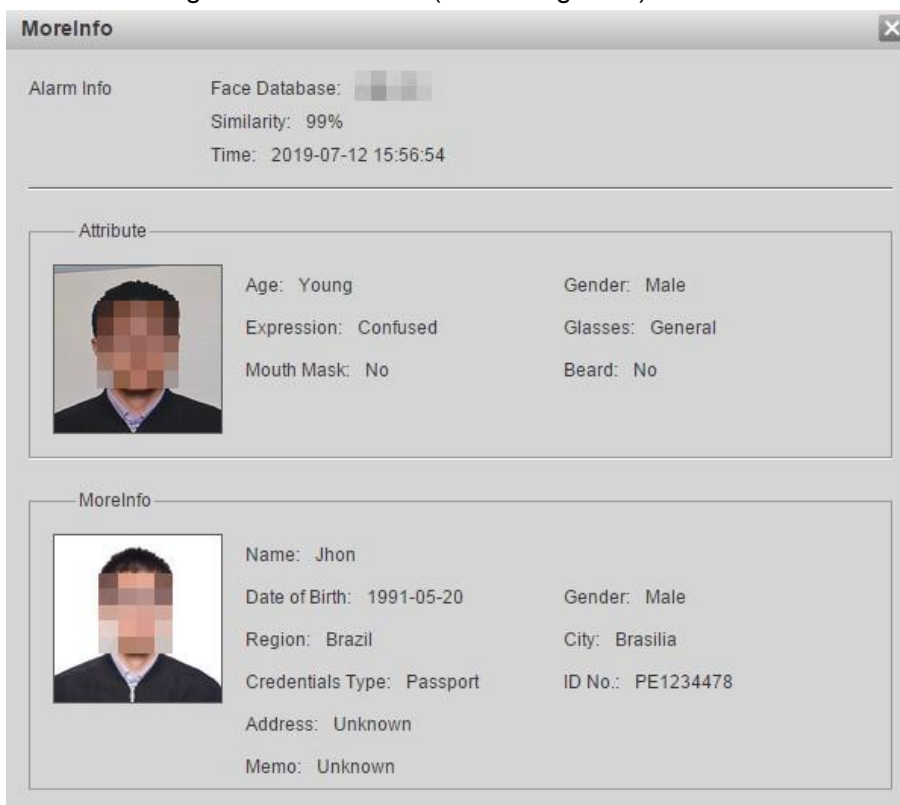 MoreInfo
Alarm Info
Face Database:
Similarity: 99%
Time: 2019-07-12 15:56:54
Attribute
Age: Young Gender: Male
Expression: Confused Glasses: General
Mouth Mask: No Beard: No
MoreInfo
Name: Jhon
Date of Birth: 1991-05-20 Gender: Male
Region: Brazil City: Brasilia
Credentials Type: Passport ID No.: PE1234478
Address: Unknown
Memo: Unknown